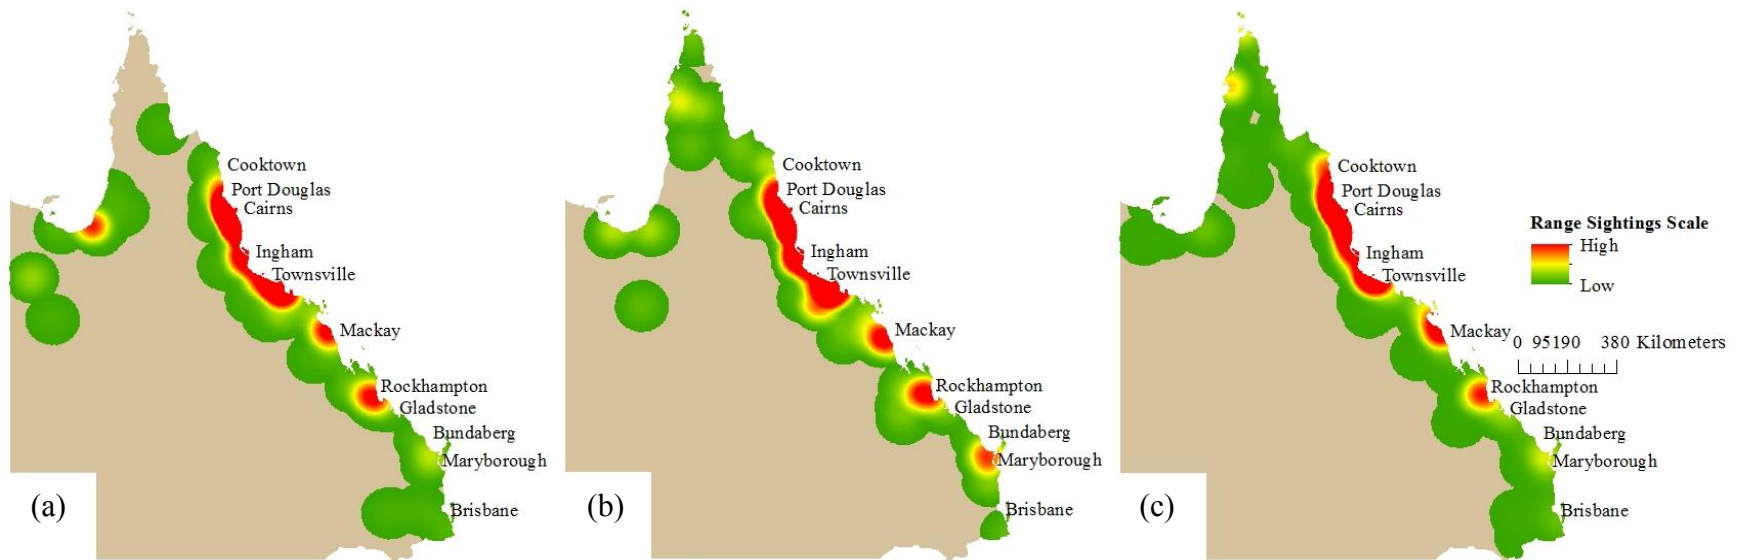 Cooktown
Port Douglas
Cairns
Ingham
Townsville
Mackay
Rockhampton
Gladstone
Bundaberg
Maryborough
Brisbane
(a)
Cooktown
Port Douglas
Cairns
Ingham
Townsville
Mackay
Rockhampton
Gladstone
Bundaberg
Maryborough
Brisbane
(b)
Cooktown
Port Douglas
Cairns
Ingham
Townsville
Mackay
Rockhampton
Gladstone
Bundaberg
Maryborough
Brisbane
(c)
Range Sightings Scale
High
Low
0 95190 380 Kilometers